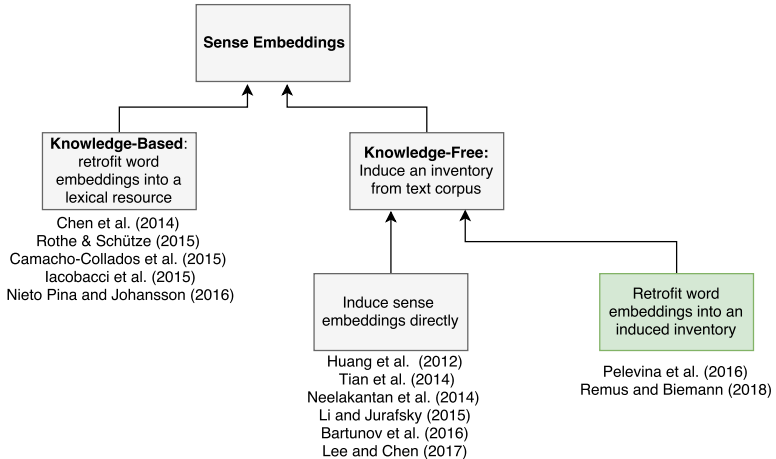 Sense Embeddings
Knowledge-Based:
retrofit word
embeddings into a
lexical resource
Chen et al. (2014)
Rothe & Schütze (2015)
Camacho-Collados et al. (2015)
Iacobacci et al. (2015)
Nieto Pina and Johansson (2016)
Knowledge-Free:
Induce an inventory
from text corpus
Induce sense
embeddings directly
Huang et al.  (2012)
Tian et al. (2014)
Neelakantan et al. (2014)
Li and Jurafsky (2015)
Bartunov et al. (2016)
Lee and Chen (2017)
Retrofit word
embeddings into an
induced inventory
Pelevina et al. (2016)
Remus and Biemann (2018)